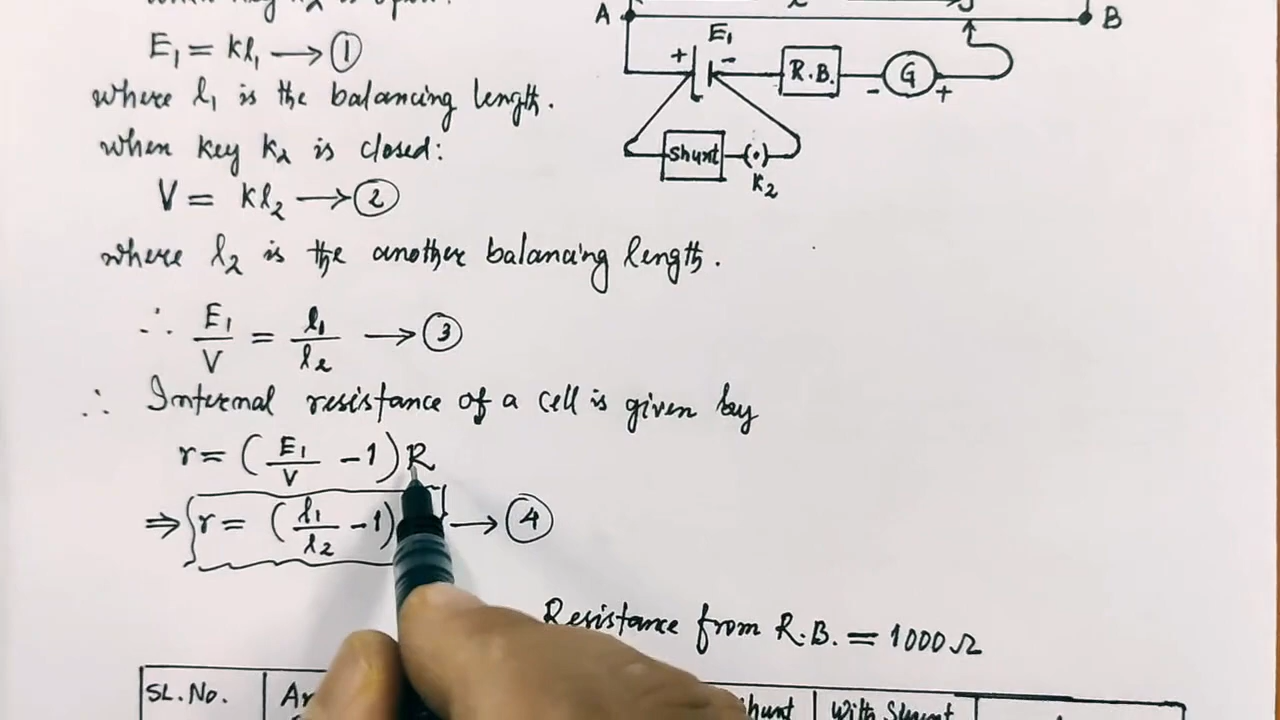 E₁ = kl₁ → ①
where l₁ is the balancing length.
when key k₂ is closed:
V = kl₂ → ②
where l₂ is the another balancing length.
∴ E₁/V = l₁/l₂ → ③
∴ Internal resistance of a cell is given by
r = (E₁/V - 1) R
⇒ r = (l₁/l₂ - 1) → ④
A B
E₁
+ -
R.B.
G
- +
Shunt
K₂
Resistance from R.B. = 1000 Ω
SL. No.
With Shunt